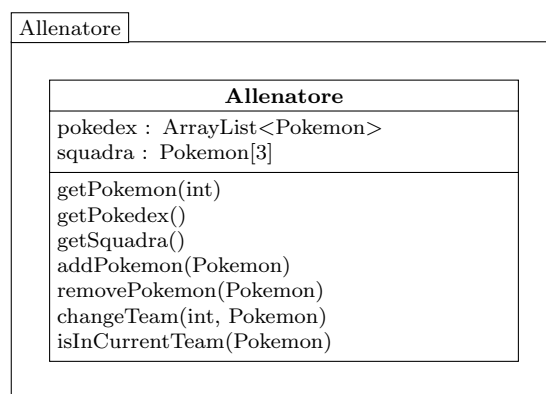 Allenatore
Allenatore
pokedex : ArrayList<Pokemon>
squadra : Pokemon[3]
getPokemon(int)
getPokedex()
getSquadra()
addPokemon(Pokemon)
removePokemon(Pokemon)
changeTeam(int, Pokemon)
isInCurrentTeam(Pokemon)